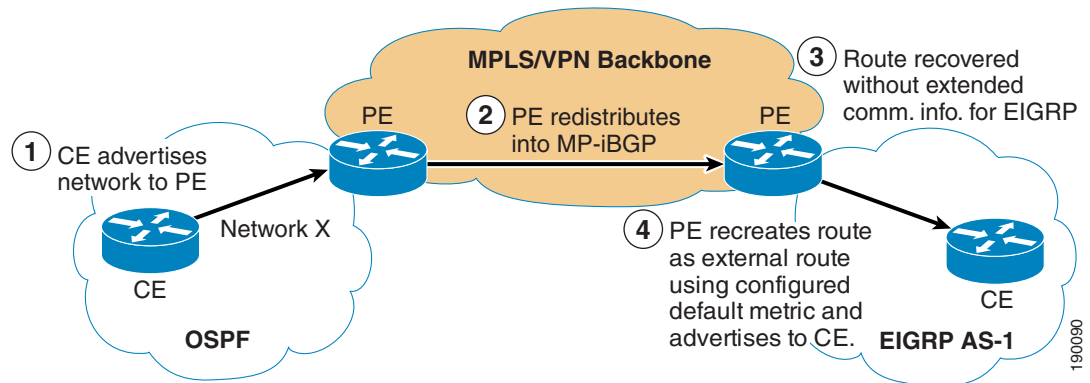 MPLS/VPN Backbone
3 Route recovered
without extended
comm. info. for EIGRP
PE
2 PE redistributes
into MP-iBGP
PE
1 CE advertises
network to PE
Network X
CE
4 PE recreates route
as external route
using configured
default metric and
advertises to CE.
CE
OSPF
EIGRP AS-1
190090